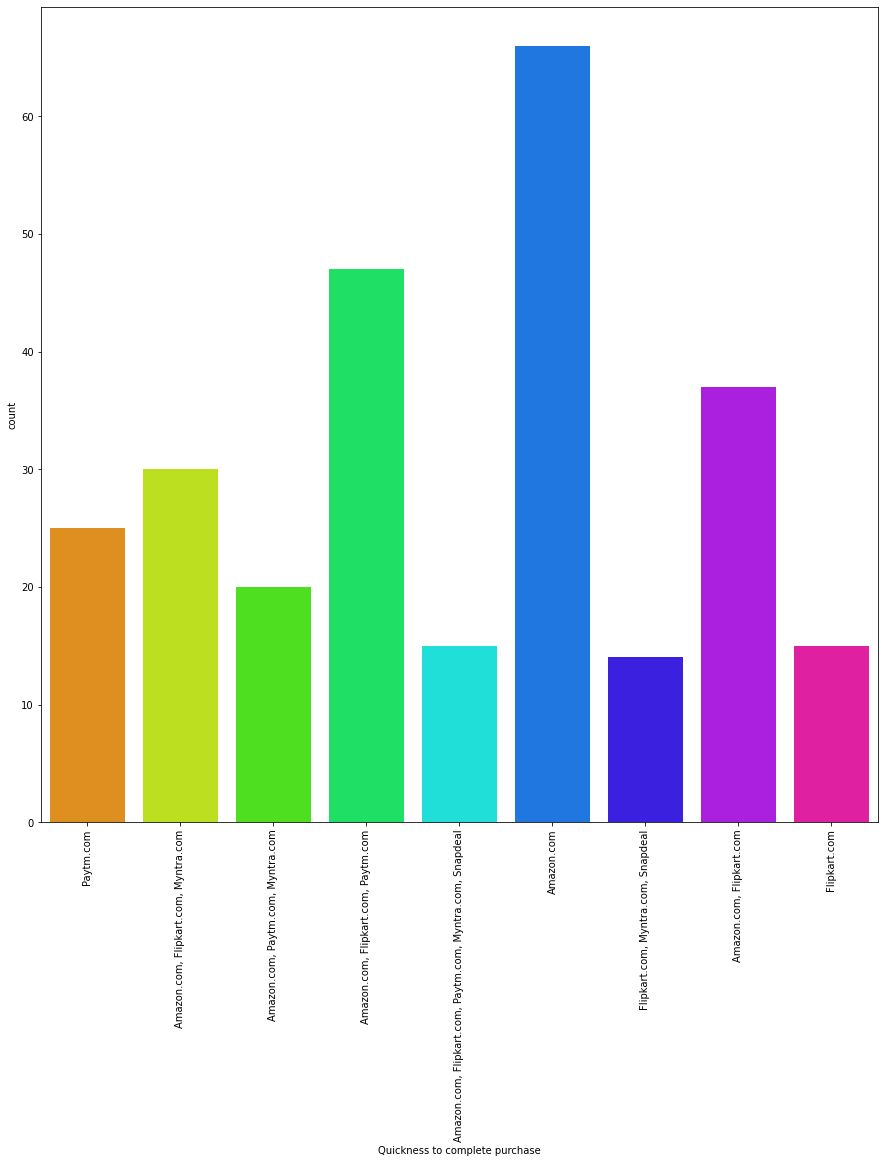 60
50
40
30
20
10
0
count
Paytm.com
Amazon.com, Flipkart.com, Myntra.com
Amazon.com, Paytm.com, Myntra.com
Amazon.com, Flipkart.com, Paytm.com
Amazon.com, Flipkart.com, Paytm.com, Myntra.com, Snapdeal
Amazon.com
Flipkart.com, Myntra.com, Snapdeal
Amazon.com, Flipkart.com
Flipkart.com
Quickness to complete purchase